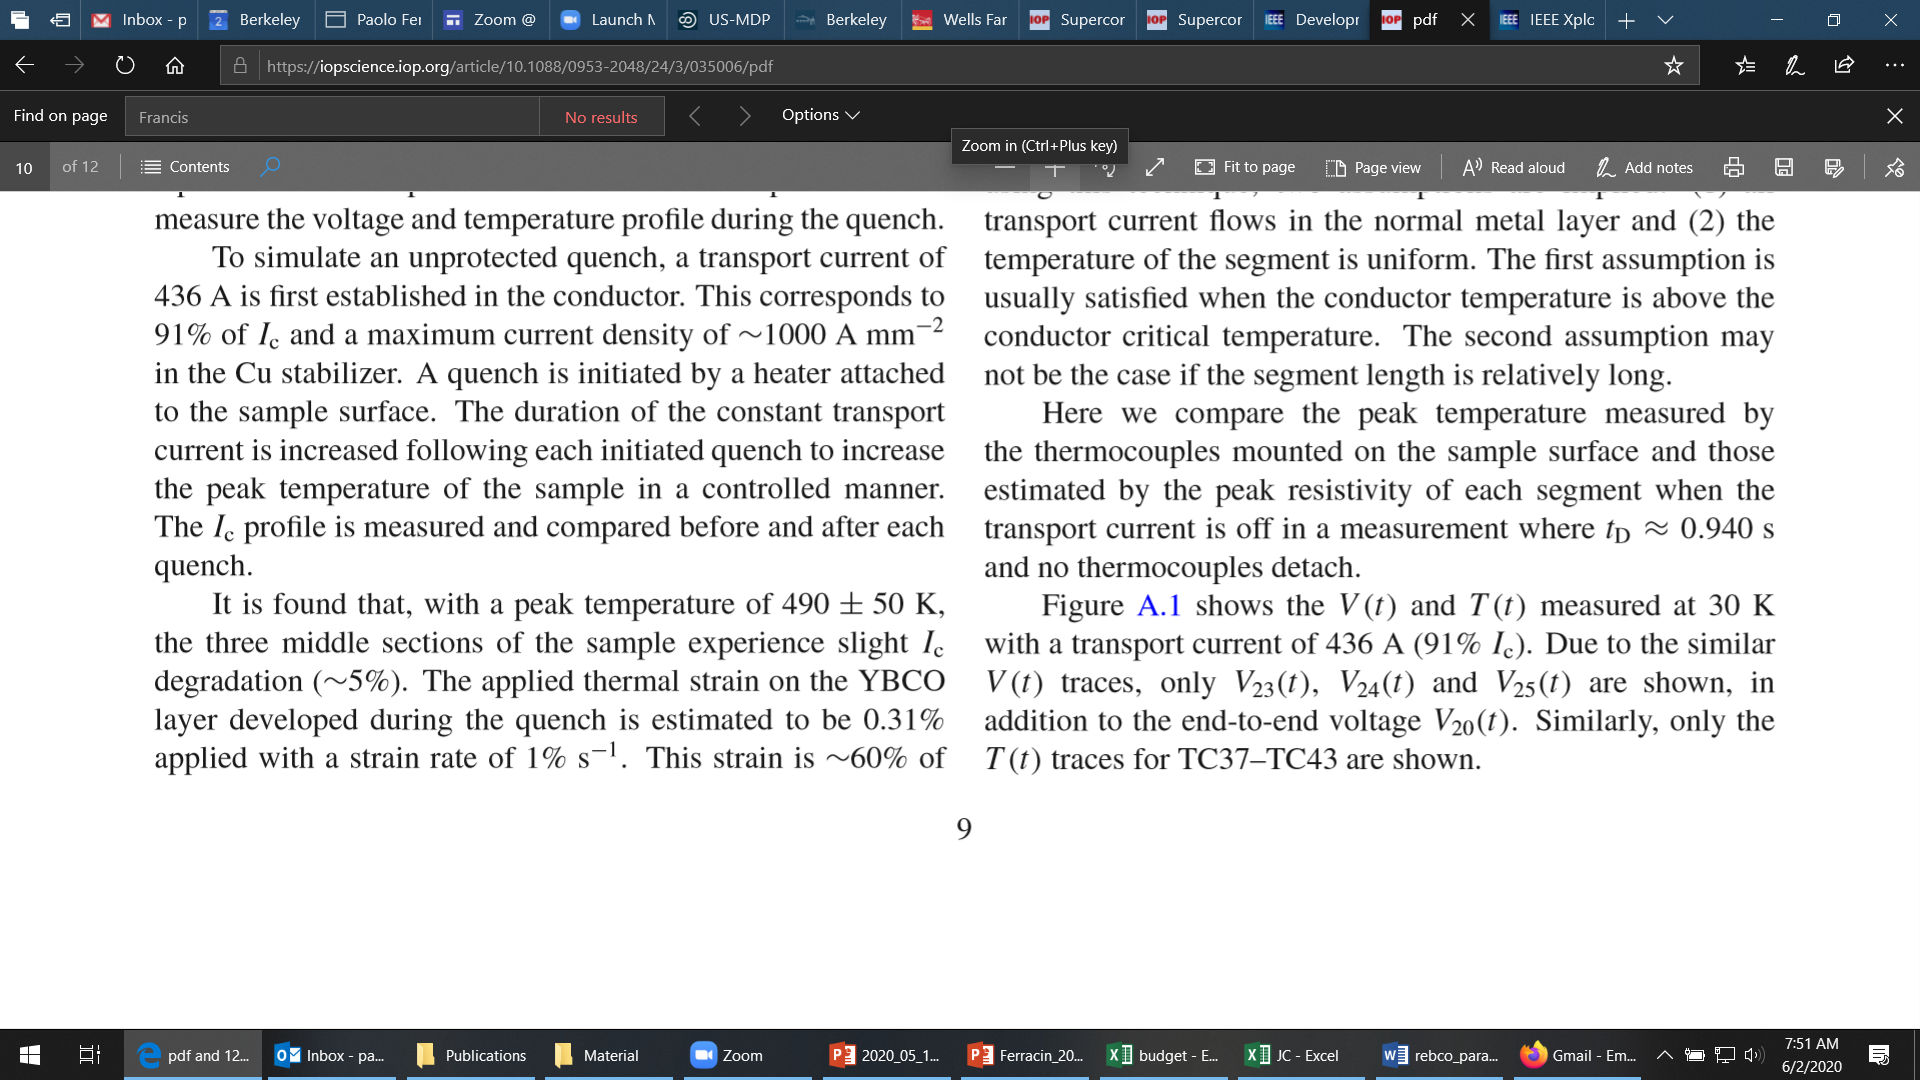 Inbox - p
Berkeley
Paolo Fer
Zoom @
Launch M
US-MDP
Berkeley
Wells Far
Supercor
Supercor
Developr
pdf
IEEE Xplc
https://iopscience.iop.org/article/10.1088/0953-2048/24/3/035006/pdf
Find on page
Francis
No results
Options
Zoom in (Ctrl+Plus key)
10
of 12
Contents
Fit to page
Page view
Read aloud
Add notes
measure the voltage and temperature profile during the quench.
To simulate an unprotected quench, a transport current of
436 A is first established in the conductor. This corresponds to
91% of Ic and a maximum current density of ~1000 A mm−2
in the Cu stabilizer. A quench is initiated by a heater attached
to the sample surface. The duration of the constant transport
current is increased following each initiated quench to increase
the peak temperature of the sample in a controlled manner.
The Ic profile is measured and compared before and after each
quench.
It is found that, with a peak temperature of 490 ± 50 K,
the three middle sections of the sample experience slight Ic
degradation (~5%). The applied thermal strain on the YBCO
layer developed during the quench is estimated to be 0.31%
applied with a strain rate of 1% s−1. This strain is ~60% of
transport current flows in the normal metal layer and (2) the
temperature of the segment is uniform. The first assumption is
usually satisfied when the conductor temperature is above the
conductor critical temperature. The second assumption may
not be the case if the segment length is relatively long.
Here we compare the peak temperature measured by
the thermocouples mounted on the sample surface and those
estimated by the peak resistivity of each segment when the
transport current is off in a measurement where tD ≈ 0.940 s
and no thermocouples detach.
Figure A.1 shows the V(t) and T(t) measured at 30 K
with a transport current of 436 A (91% Ic). Due to the similar
V(t) traces, only V23(t), V24(t) and V25(t) are shown, in
addition to the end-to-end voltage V20(t). Similarly, only the
T(t) traces for TC37–TC43 are shown.
9
pdf and 12...
Inbox - pa...
Publications
Material
Zoom
2020_05_1...
Ferracin_20...
budget - E...
JC - Excel
rebco_para...
Gmail - Em...
7:51 AM
6/2/2020